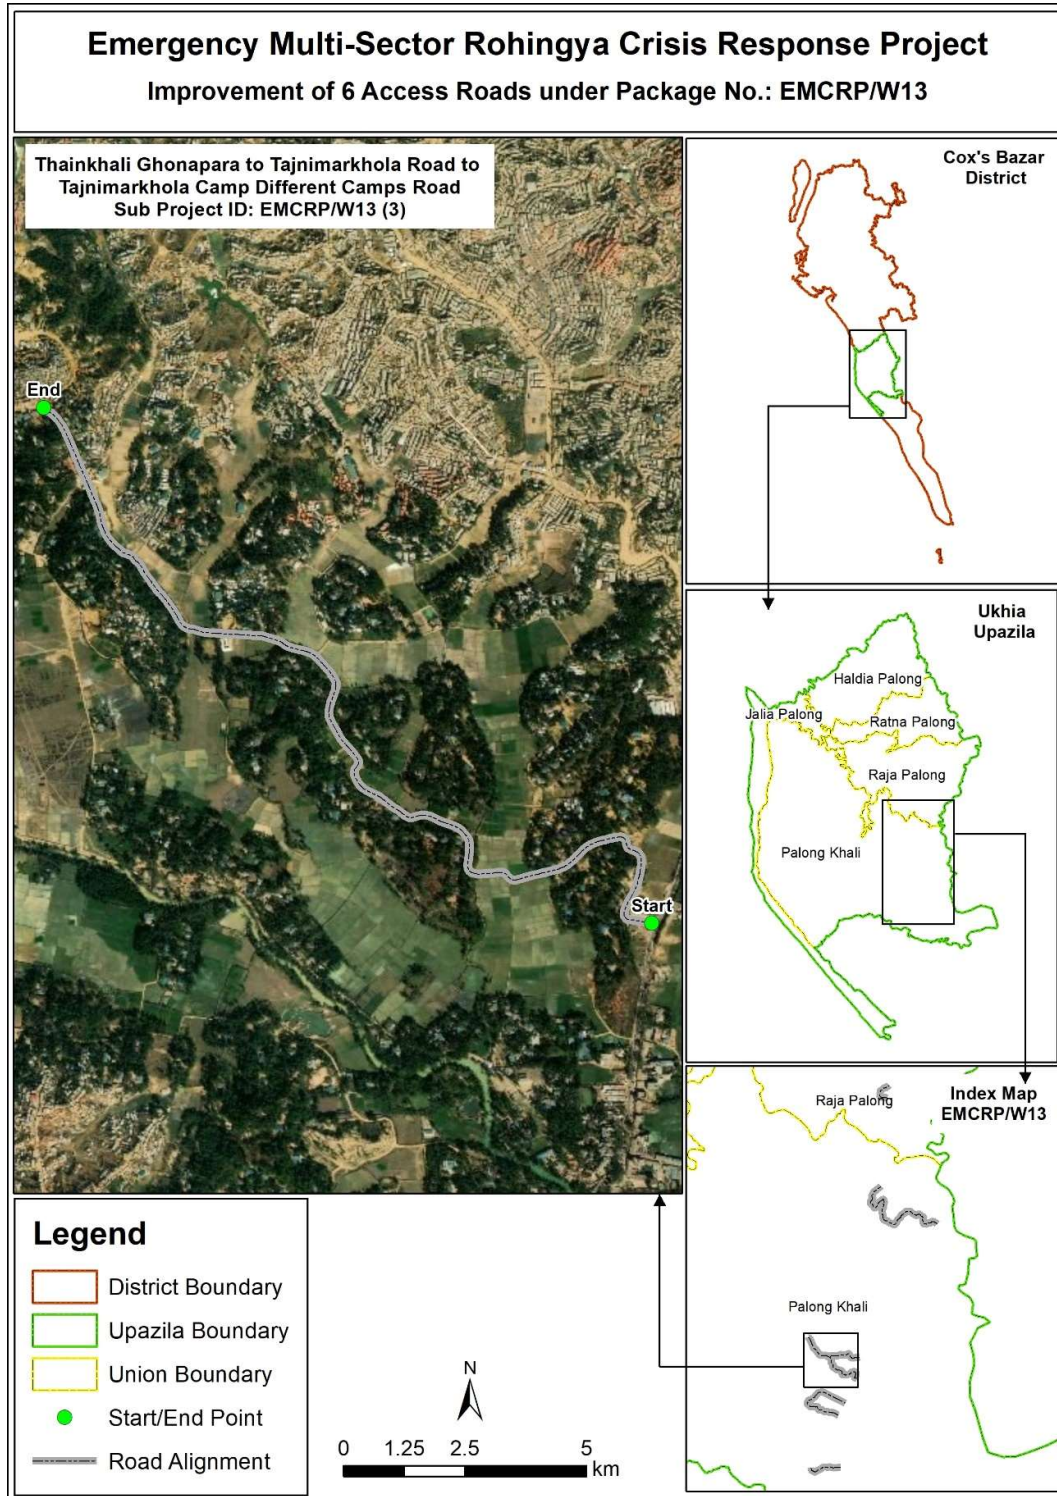 Emergency Multi-Sector Rohingya Crisis Response Project
Improvement of 6 Access Roads under Package No.: EMCRP/W13
Thainkhali Ghonapara to Tajnimarkhola Road to
Tajnimarkhola Camp Different Camps Road
Sub Project ID: EMCRP/W13 (3)
End
Start
Cox's Bazar
District
Ukhia
Upazila
Haldia Palong
Jalia Palong
Ratna Palong
Raja Palong
Palong Khali
Index Map
EMCRP/W13
Raja Palong
Palong Khali
Legend
District Boundary
Upazila Boundary
Union Boundary
Start/End Point
Road Alignment
N
0 1.25 2.5 5
km